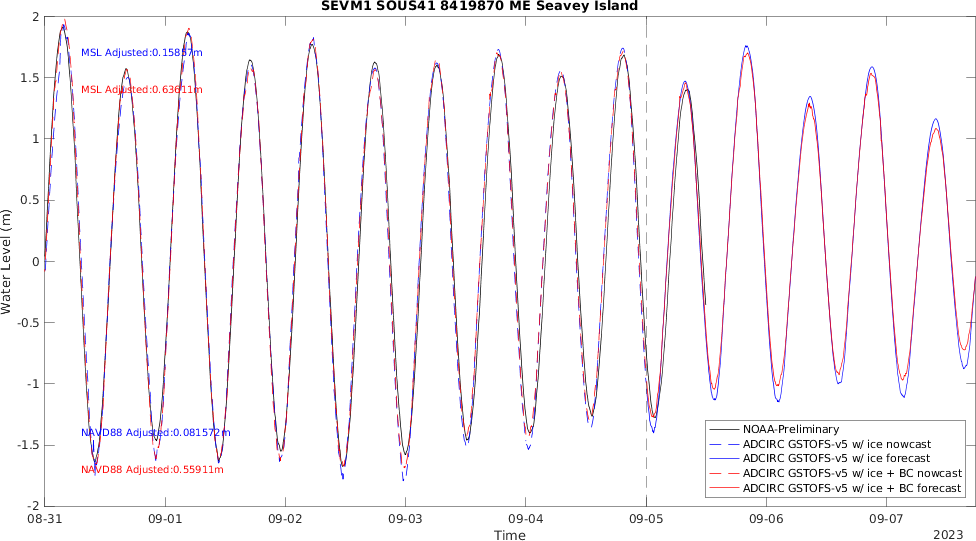 SEVM1 SOUS41 8419870 ME Seavey Island
2
1.5
1
0.5
0
-0.5
-1
-1.5
-2
Water Level (m)
MSL Adjusted:0.15857m
MSL Adjusted:0.63611m
NAVD88 Adjusted:0.081572m
NAVD88 Adjusted:0.55911m
NOAA-Preliminary
ADCIRC GSTOFS-v5 w/ ice nowcast
ADCIRC GSTOFS-v5 w/ ice forecast
ADCIRC GSTOFS-v5 w/ ice + BC nowcast
ADCIRC GSTOFS-v5 w/ ice + BC forecast
08-31 09-01 09-02 09-03 09-04 09-05 09-06 09-07
Time
2023